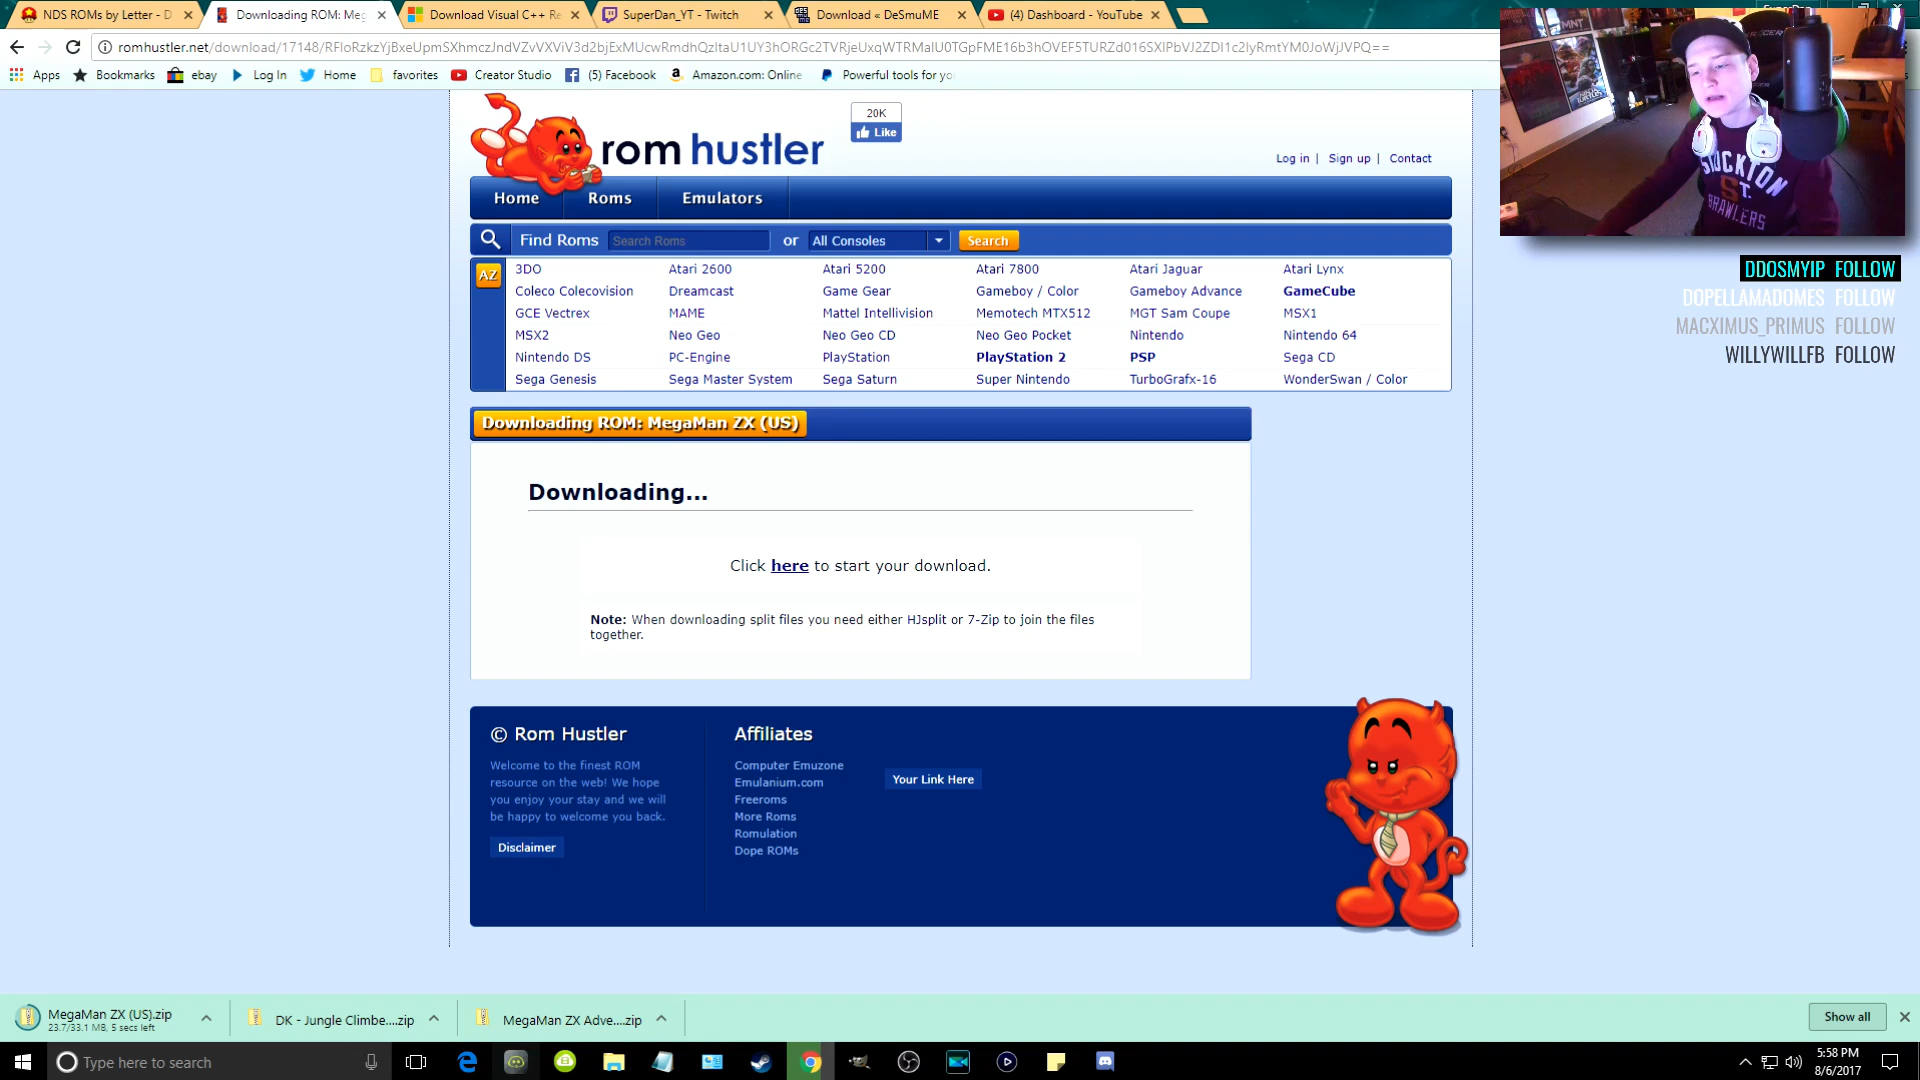 NDS ROMs by Letter - D
Downloading ROM: Meg
Download Visual C++ Re
SuperDan_YT - Twitch
Download « DeSmuME
(4) Dashboard - YouTube
Apps
Bookmarks
ebay
Log In
Home
favorites
Creator Studio
(5) Facebook
Amazon.com: Online
Powerful tools for yo
rom hustler
20K
Like
Log in | Sign up | Contact
Home
Roms
Emulators
Find Roms
Search Roms
or
All Consoles
Search
AZ
3DO
Atari 2600
Atari 5200
Atari 7800
Atari Jaguar
Atari Lynx
Coleco Colecovision
Dreamcast
Game Gear
Gameboy / Color
Gameboy Advance
GameCube
GCE Vectrex
MAME
Mattel Intellivision
Memotech MTX512
MGT Sam Coupe
MSX1
MSX2
Neo Geo
Neo Geo CD
Neo Geo Pocket
Nintendo
Nintendo 64
Nintendo DS
PC-Engine
PlayStation
PlayStation 2
PSP
Sega CD
Sega Genesis
Sega Master System
Sega Saturn
Super Nintendo
TurboGrafx-16
WonderSwan / Color
STOCKTON
ST.
BRAWLERS
DDOSMYIP FOLLOW
DOPELLAMADOMES FOLLOW
MACXIMUS_PRIMUS FOLLOW
WILLYWILLFB FOLLOW
Downloading ROM: MegaMan ZX (US)
Downloading...
Click here to start your download.
Note: When downloading split files you need either HJsplit or 7-Zip to join the files
together.
© Rom Hustler
Welcome to the finest ROM
resource on the web! We hope
you enjoy your stay and we will
be happy to welcome you back.
Disclaimer
Affiliates
Computer Emuzone
Emulanium.com
Freeroms
More Roms
Romulation
Dope ROMs
Your Link Here
MegaMan ZX (US).zip
23.7/33.1 MB, 5 secs left
DK - Jungle Climbe....zip
MegaMan ZX Adve....zip
Show all
Type here to search
5:58 PM
8/6/2017